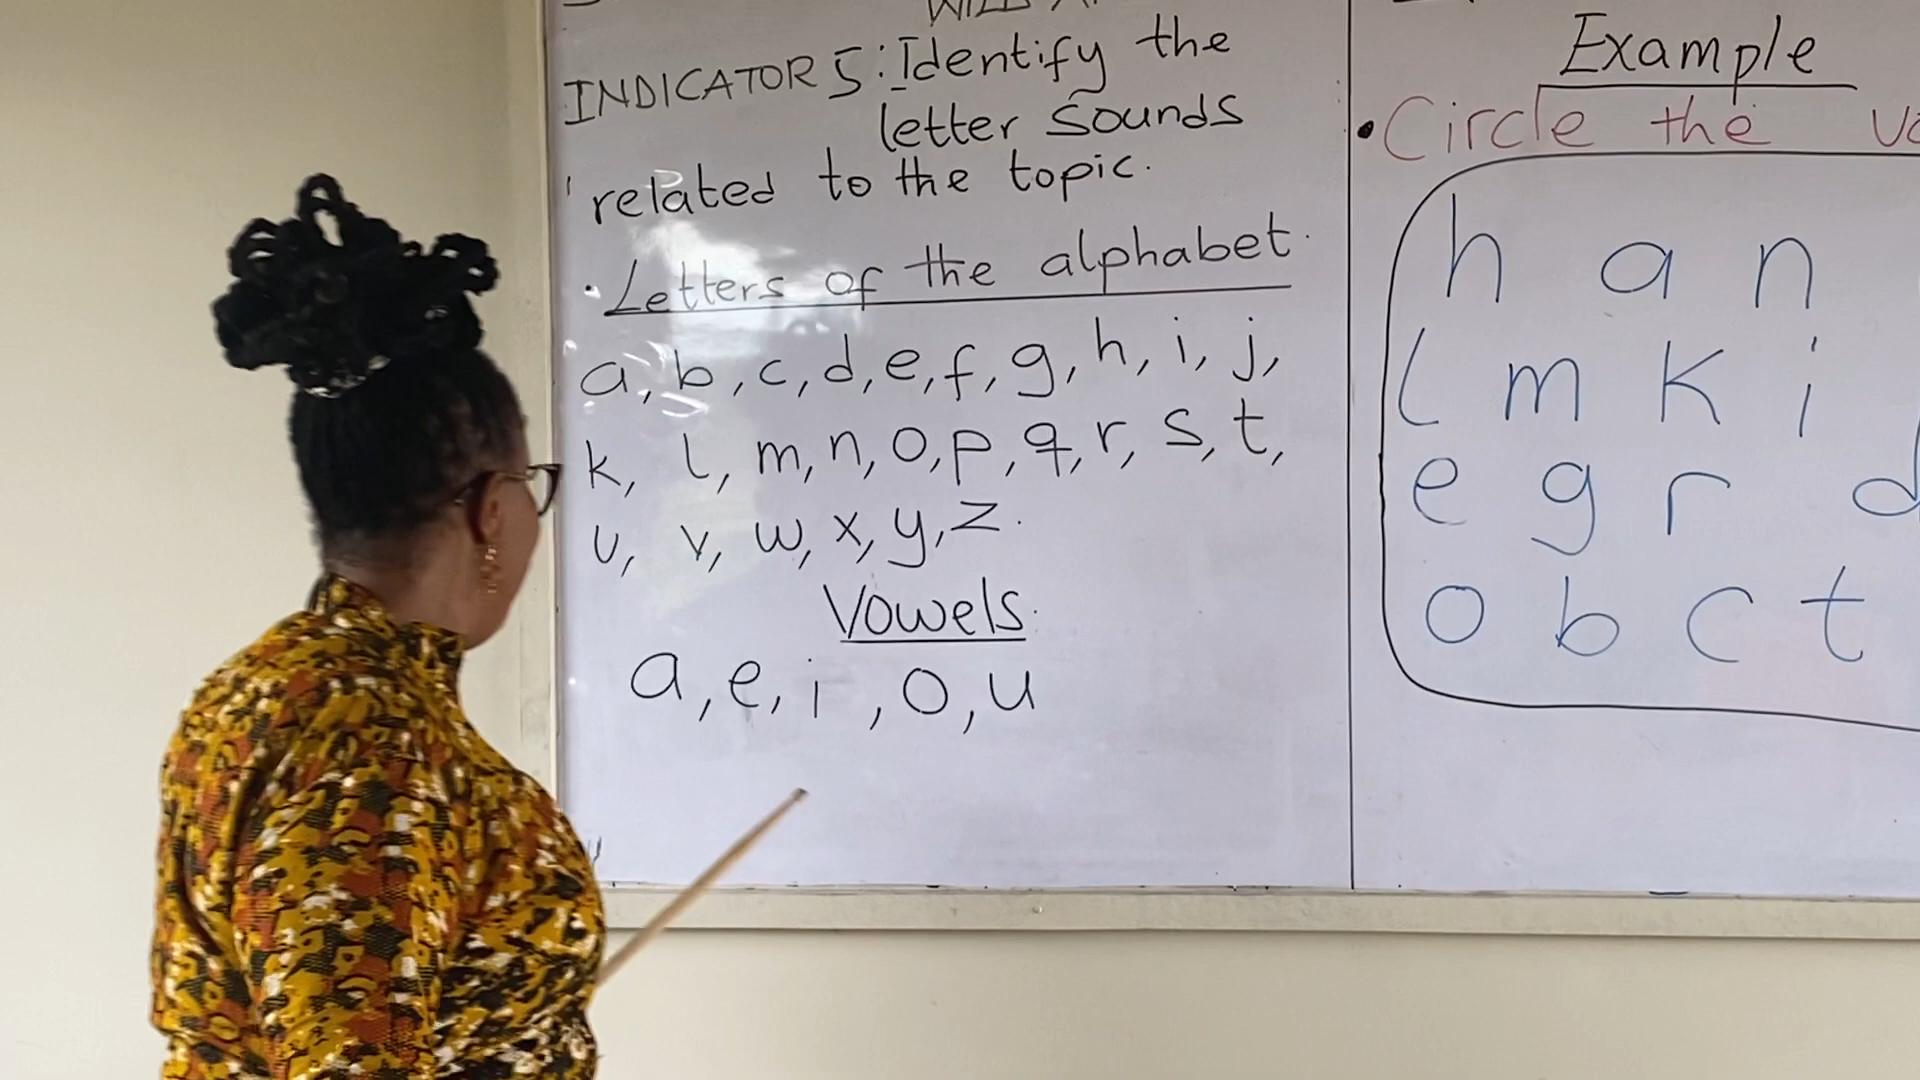 INDICATOR 5: Identify the
letter sounds
related to the topic.
• Letters of the alphabet.
a, b, c, d, e, f, g, h, i, j,
k, l, m, n, o, p, q, r, s, t,
u, v, w, x, y, z.
Vowels.
a, e, i, o, u
Example
• Circle the
h a n
l m k i
e g r d
o b c t